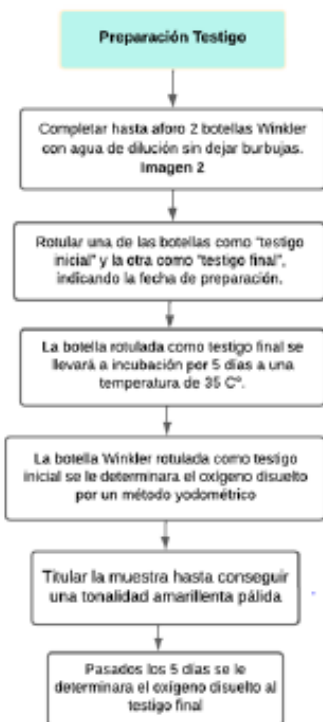 Preparación Testigo
Completar hasta aforo 2 botellas Winkler
con agua de dilución sin dejar burbujas.
Imagen 2
Rotular una de las botellas como "testigo
inicial" y la otra como "testigo final",
indicando la fecha de preparación.
La botella rotulada como testigo final se
llevará a incubación por 5 días a una
temperatura de 35 Cº.
La botella Winkler rotulada como testigo
inicial se le determinara el oxígeno disuelto
por un método yodométrico
Titular la muestra hasta conseguir
una tonalidad amarillenta pálida
Pasados los 5 días se le
determinara el oxígeno disuelto al
testigo final